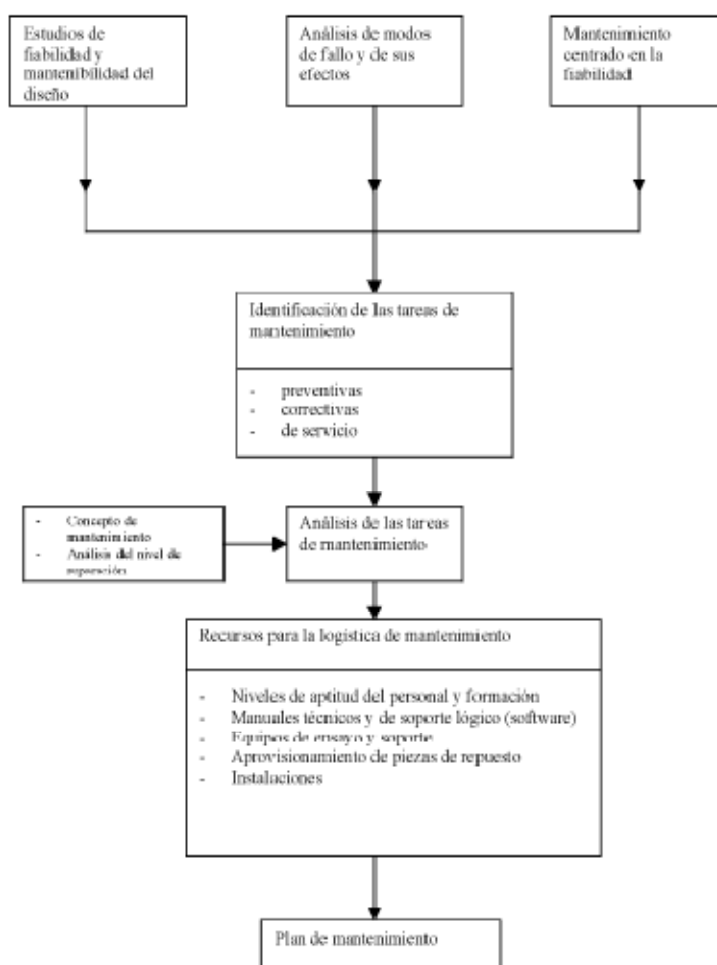 Estudios de
fiabilidad y
mantenibilidad del
diseño
Análisis de modos
de fallo y de sus
efectos
Mantenimiento
centrado en la
fiabilidad
Identificación de las tareas de
mantenimiento
- preventivas
- correctivas
- de servicio
- Concepto de
mantenimiento
- Análisis del nivel de
reparación
Análisis de las tareas
de mantenimiento
Recursos para la logística de mantenimiento
- Niveles de aptitud del personal y formación
- Manuales técnicos y de soporte lógico (software)
- Equipos de ensayo y soporte
- Aprovisionamiento de piezas de repuesto
- Instalaciones
Plan de mantenimiento